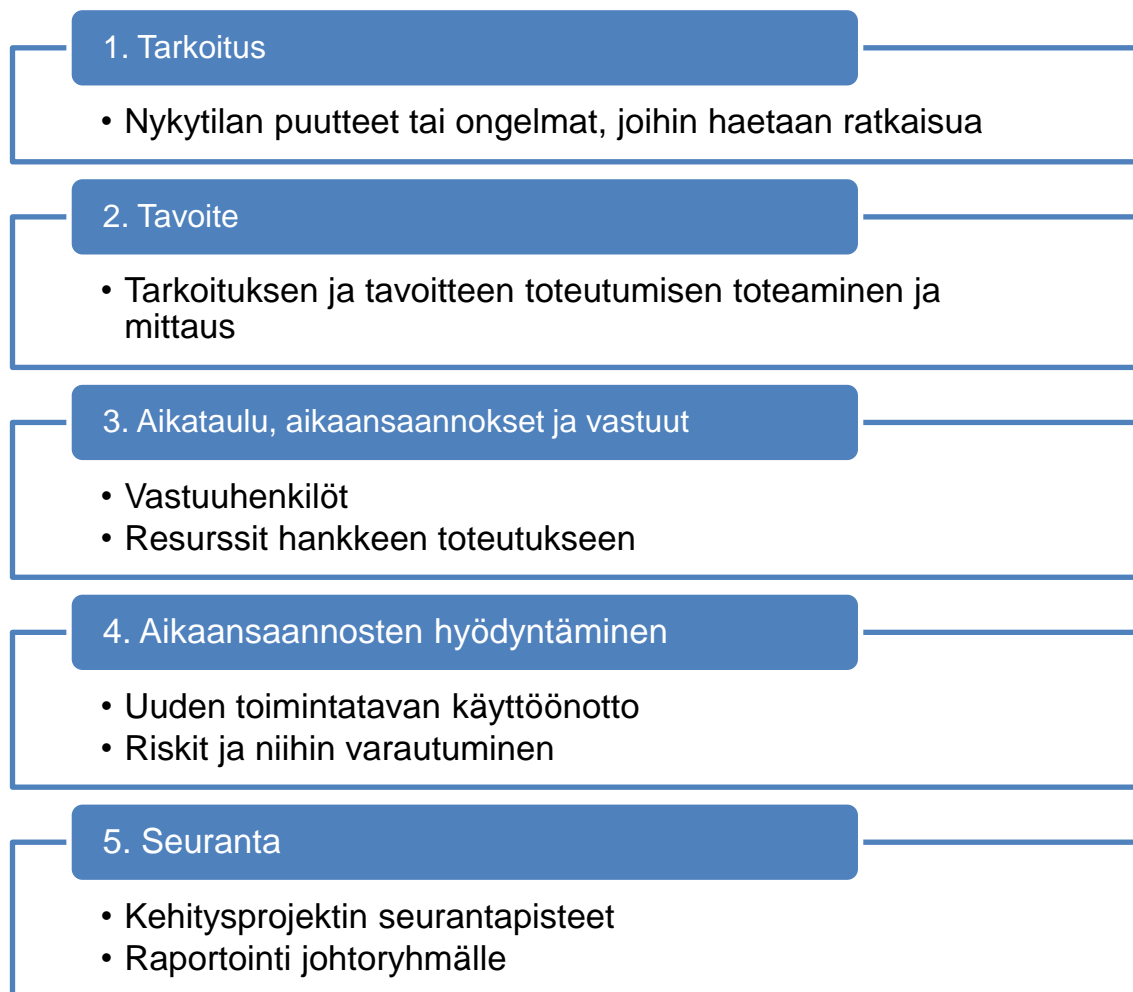 1. Tarkoitus
• Nykytilan puutteet tai ongelmat, joihin haetaan ratkaisua
2. Tavoite
• Tarkoituksen ja tavoitteen toteutumisen toteaminen ja
mittaus
3. Aikataulu, aikaansaannokset ja vastuut
• Vastuuhenkilöt
• Resurssit hankkeen toteutukseen
4. Aikaansaannosten hyödyntäminen
• Uuden toimintatavan käyttöönotto
• Riskit ja niihin varautuminen
5. Seuranta
• Kehitysprojektin seurantapisteet
• Raportointi johtoryhmälle